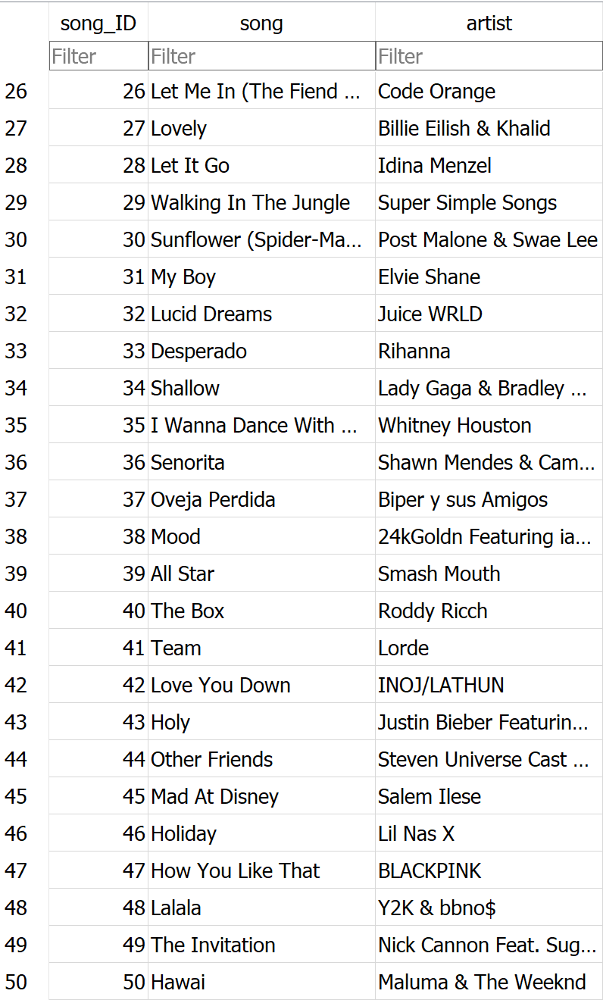 song_ID song artist
Filter Filter Filter
26 26 Let Me In (The Fiend ... Code Orange
27 27 Lovely Billie Eilish & Khalid
28 28 Let It Go Idina Menzel
29 29 Walking In The Jungle Super Simple Songs
30 30 Sunflower (Spider-Ma... Post Malone & Swae Lee
31 31 My Boy Elvie Shane
32 32 Lucid Dreams Juice WRLD
33 33 Desperado Rihanna
34 34 Shallow Lady Gaga & Bradley ...
35 35 I Wanna Dance With ... Whitney Houston
36 36 Senorita Shawn Mendes & Cam...
37 37 Oveja Perdida Biper y sus Amigos
38 38 Mood 24kGoldn Featuring ia...
39 39 All Star Smash Mouth
40 40 The Box Roddy Ricch
41 41 Team Lorde
42 42 Love You Down INOJ/LATHUN
43 43 Holy Justin Bieber Featurin...
44 44 Other Friends Steven Universe Cast ...
45 45 Mad At Disney Salem Ilese
46 46 Holiday Lil Nas X
47 47 How You Like That BLACKPINK
48 48 Lalala Y2K & bbno$
49 49 The Invitation Nick Cannon Feat. Sug...
50 50 Hawai Maluma & The Weeknd